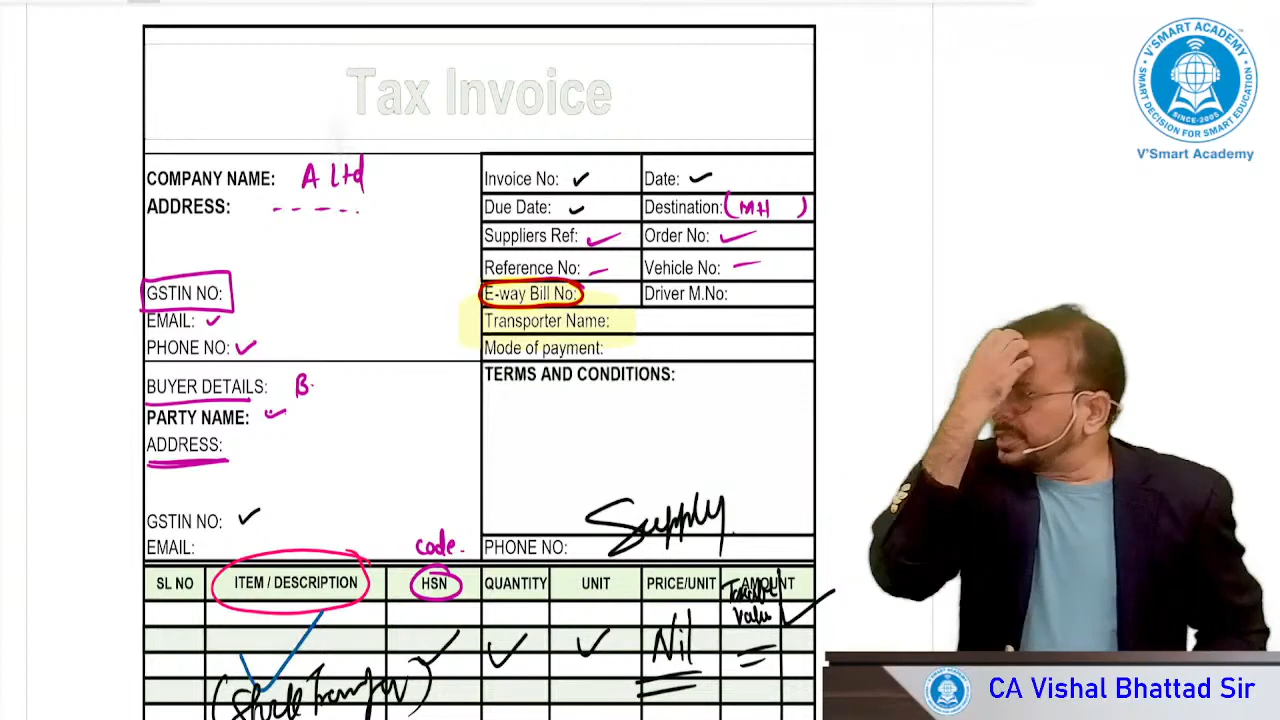 Tax Invoice
COMPANY NAME: A Ltd
ADDRESS:
GSTIN NO:
EMAIL:
PHONE NO:
Invoice No:
Date:
Due Date:
Destination: (MH )
Suppliers Ref:
Order No:
Reference No:
Vehicle No:
E-way Bill No:
Driver M.No:
Transporter Name:
Mode of payment:
BUYER DETAILS: B
PARTY NAME:
ADDRESS:
GSTIN NO:
EMAIL:
TERMS AND CONDITIONS:
Supply
PHONE NO:
code.
SL NO ITEM / DESCRIPTION HSN QUANTITY UNIT PRICE/UNIT AMOUNT
Value
Nil
V'SMART ACADEMY
SMART DECISION FOR SMART EDUCATION
SINCE-2005
V'Smart Academy
CA Vishal Bhattad Sir